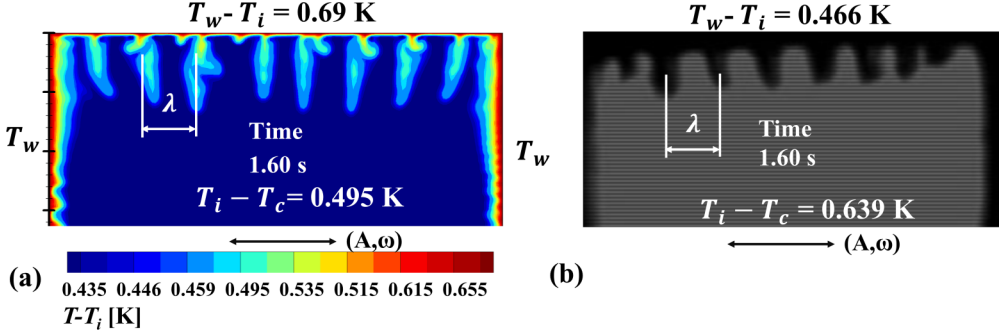 T_w - T_i = 0.69 K
T_w
λ
Time
1.60 s
T_i − T_c = 0.495 K
(A,ω)
(a)
0.435 0.446 0.459 0.495 0.535 0.515 0.615 0.655
T-T_i [K]
T_w - T_i = 0.466 K
T_w
λ
Time
1.60 s
T_i − T_c = 0.639 K
(A,ω)
(b)